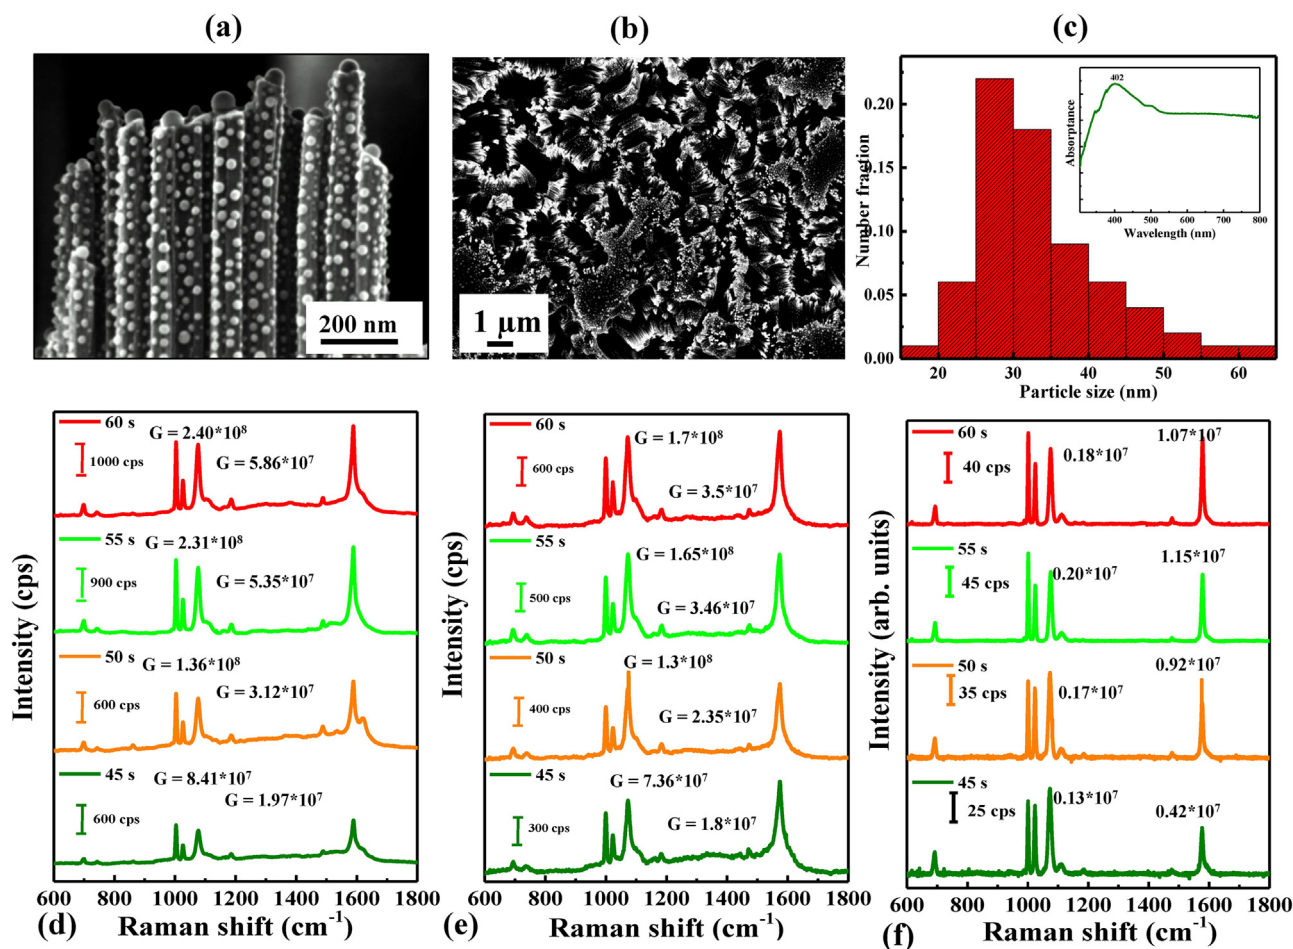 (a)
(b)
(c)
200 nm
1 μm
Number fraction
0.20
0.15
0.10
0.05
0.00
20 30 40 50 60
Particle size (nm)
Absorptance
402
400 500 600 700 800
Wavelength (nm)
Intensity (cps)
60 s
G = 2.40*10⁸
1000 cps
G = 5.86*10⁷
55 s
G = 2.31*10⁸
900 cps
G = 5.35*10⁷
50 s
G = 1.36*10⁸
600 cps
G = 3.12*10⁷
45 s
G = 8.41*10⁷
600 cps
G = 1.97*10⁷
600 800 1000 1200 1400 1600 1800
(d)
Raman shift (cm⁻¹)
Intensity (cps)
60 s
G = 1.7*10⁸
600 cps
G = 3.5*10⁷
55 s
G = 1.65*10⁸
500 cps
G = 3.46*10⁷
50 s
G = 1.3*10⁸
400 cps
G = 2.35*10⁷
45 s
G = 7.36*10⁷
300 cps
G = 1.8*10⁷
600 800 1000 1200 1400 1600 1800
(e)
Raman shift (cm⁻¹)
Intensity (arb. units)
60 s
1.07*10⁷
0.18*10⁷
40 cps
55 s
1.15*10⁷
0.20*10⁷
45 cps
50 s
0.92*10⁷
35 cps
0.17*10⁷
45 s
0.13*10⁷
25 cps
0.42*10⁷
600 800 1000 1200 1400 1600 1800
(f)
Raman shift (cm⁻¹)